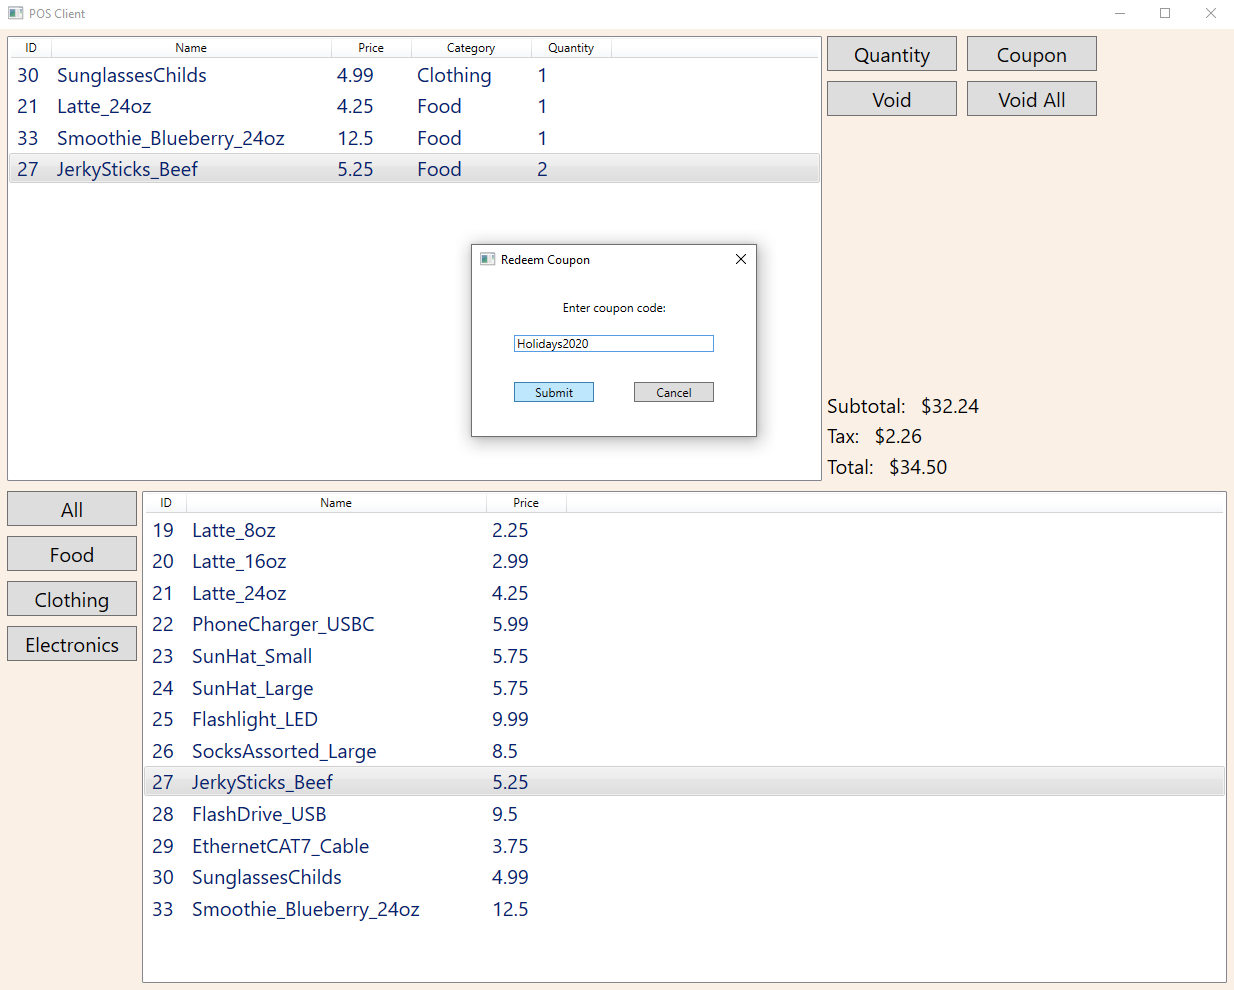 POS Client
ID Name Price Category Quantity
30 SunglassesChilds 4.99 Clothing 1
21 Latte_24oz 4.25 Food 1
33 Smoothie_Blueberry_24oz 12.5 Food 1
27 JerkySticks_Beef 5.25 Food 2
Quantity Coupon
Void Void All
Redeem Coupon
Enter coupon code:
Holidays2020
Submit Cancel
Subtotal: $32.24
Tax: $2.26
Total: $34.50
All
Food
Clothing
Electronics
ID Name Price
19 Latte_8oz 2.25
20 Latte_16oz 2.99
21 Latte_24oz 4.25
22 PhoneCharger_USBC 5.99
23 SunHat_Small 5.75
24 SunHat_Large 5.75
25 Flashlight_LED 9.99
26 SocksAssorted_Large 8.5
27 JerkySticks_Beef 5.25
28 FlashDrive_USB 9.5
29 EthernetCAT7_Cable 3.75
30 SunglassesChilds 4.99
33 Smoothie_Blueberry_24oz 12.5